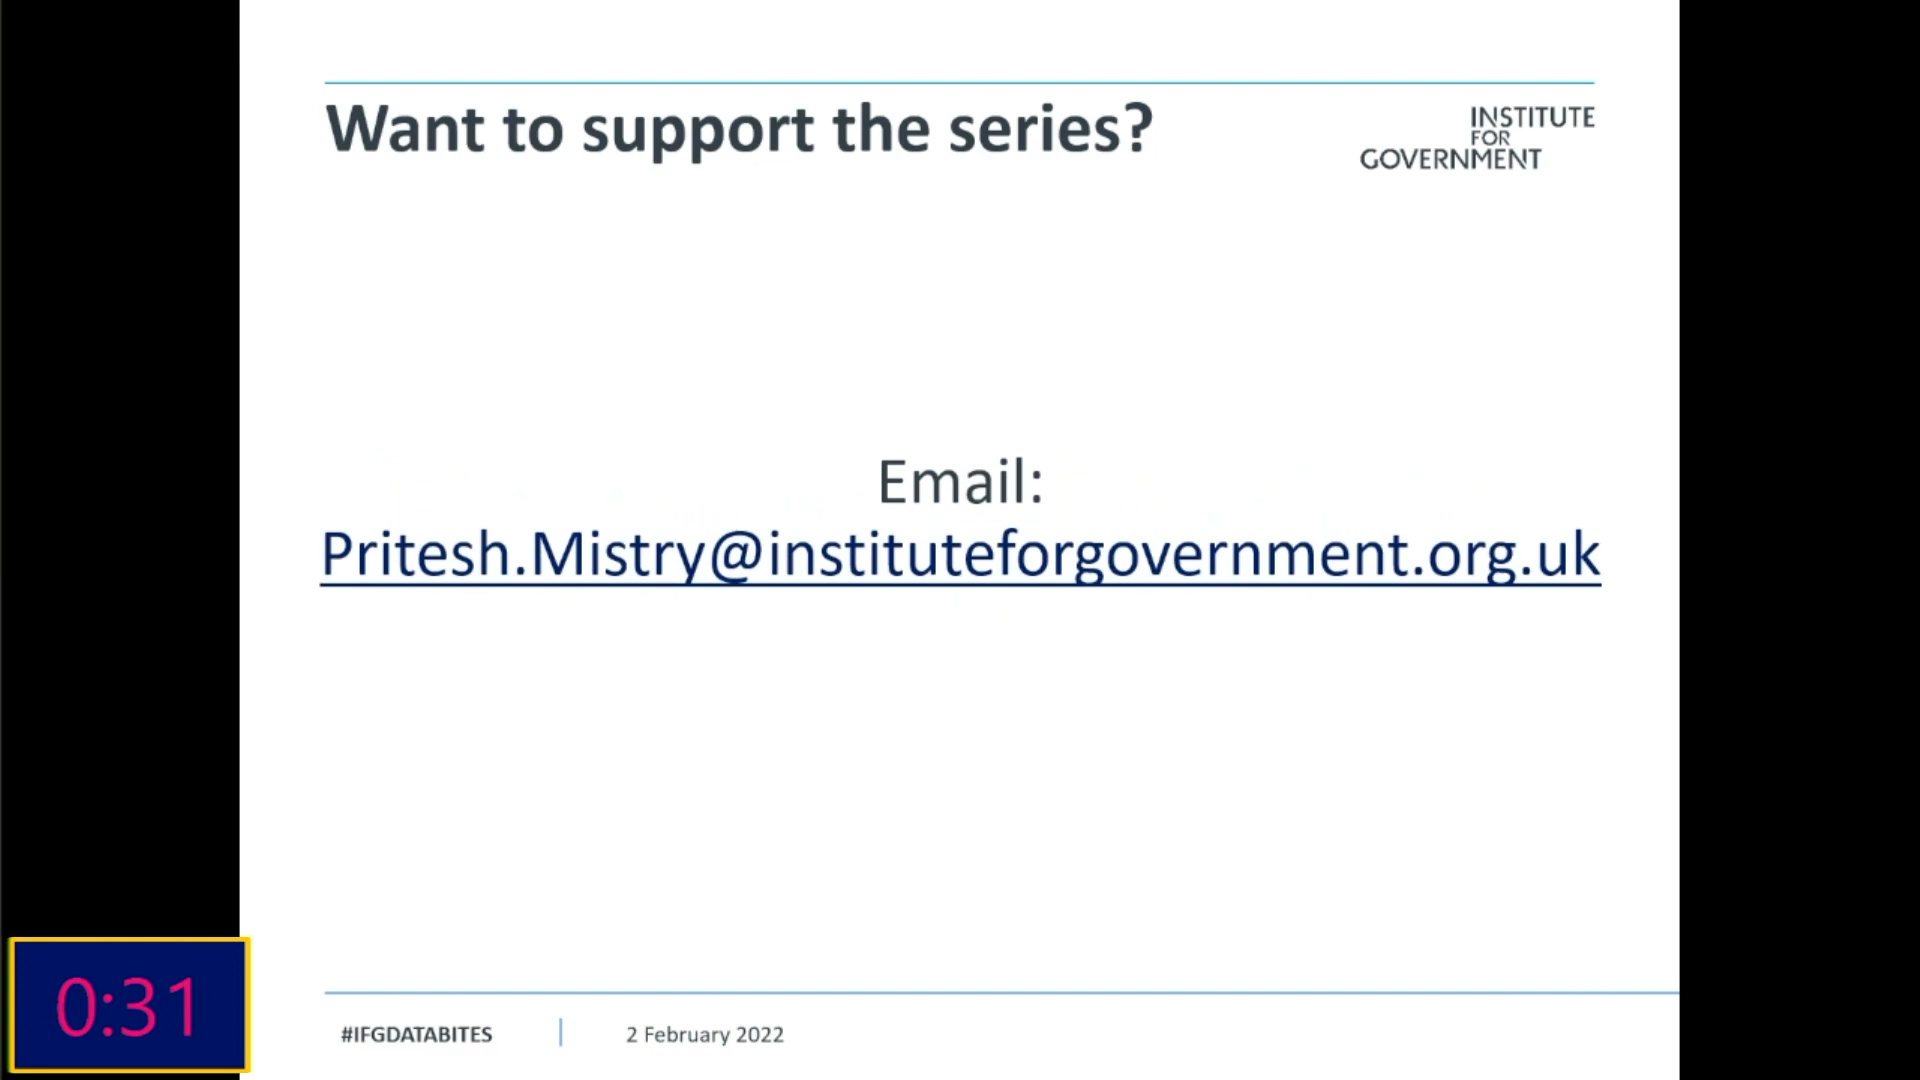 Want to support the series?
INSTITUTE
FOR
GOVERNMENT
Email:
Pritesh.Mistry@instituteforgovernment.org.uk
0:31
#IFGDATABITES
2 February 2022